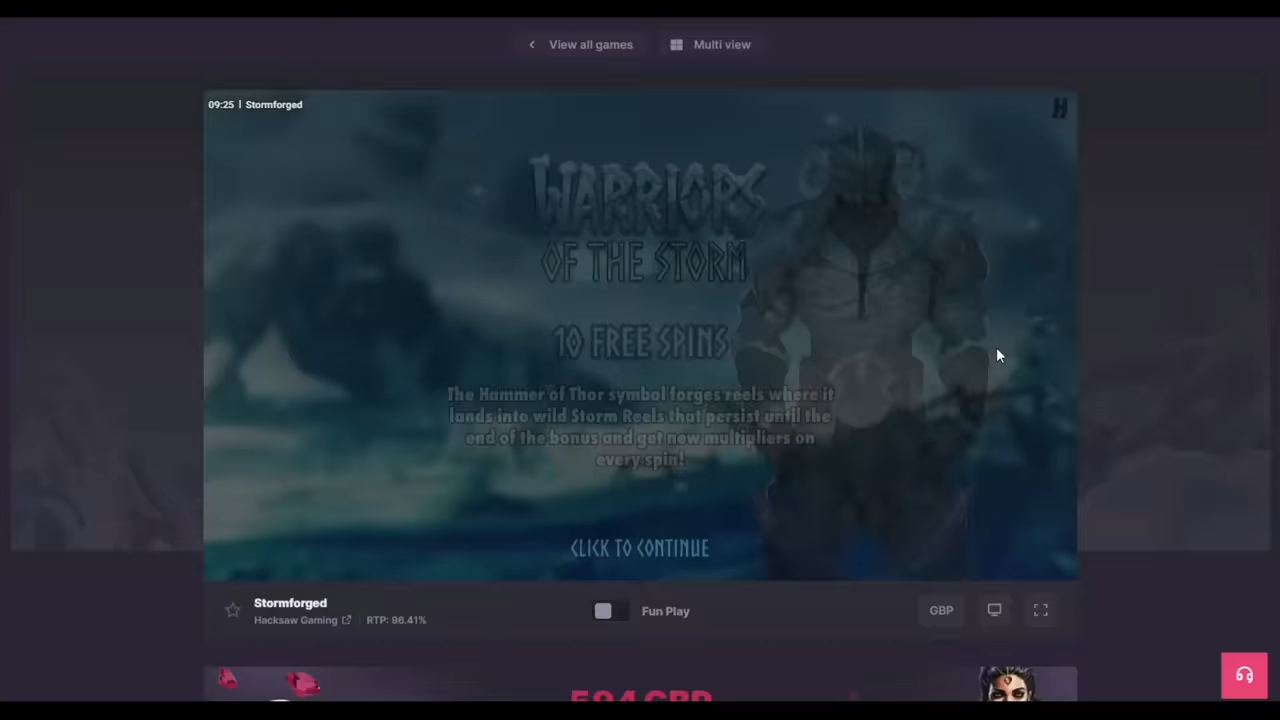 View all games Multi view
09:25 | Stormforged
WARRIORS
OF THE STORM
10 FREE SPINS
The Hammer of Thor symbol forges reels where it
lands into wild Storm Reels that persist until the
end of the bonus and get new multipliers on
every spin!
CLICK TO CONTINUE
Stormforged
Hacksaw Gaming RTP: 96.41%
Fun Play
GBP
594 GBP